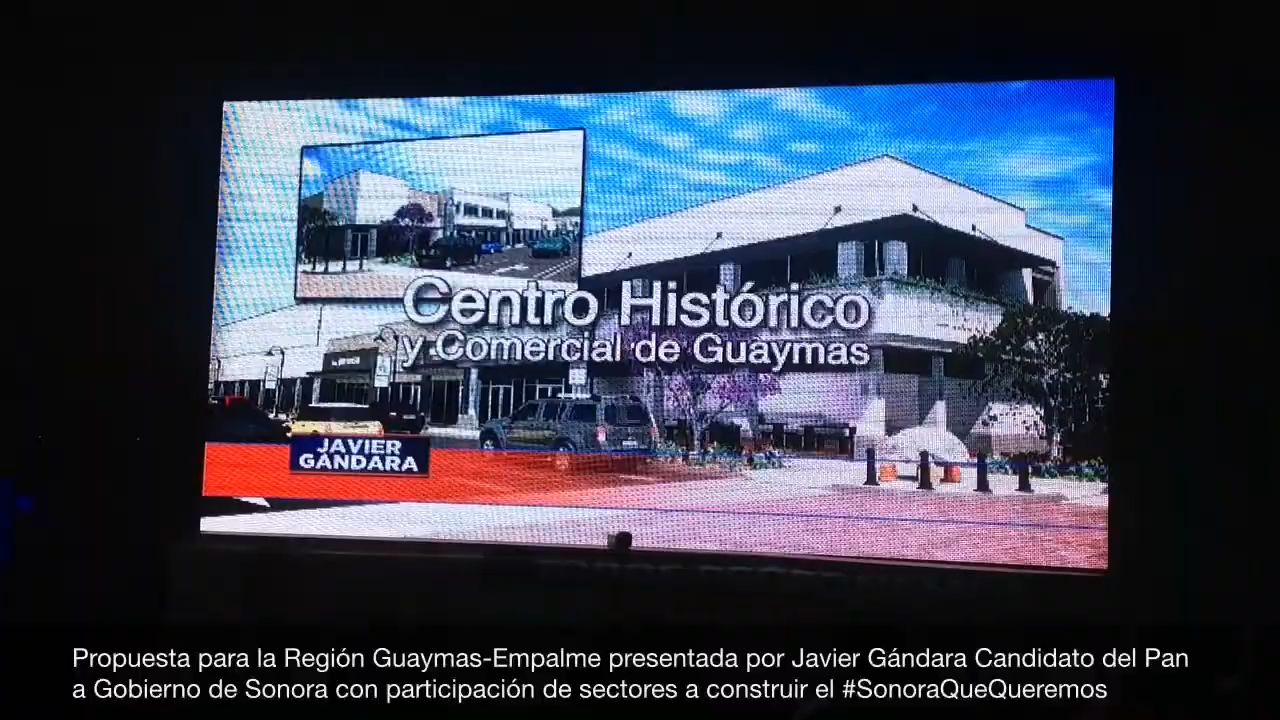 Centro Histórico
y Comercial de Guaymas
JAVIER
GÁNDARA
Propuesta para la Región Guaymas-Empalme presentada por Javier Gándara Candidato del Pan
a Gobierno de Sonora con participación de sectores a construir el #SonoraQueQueremos